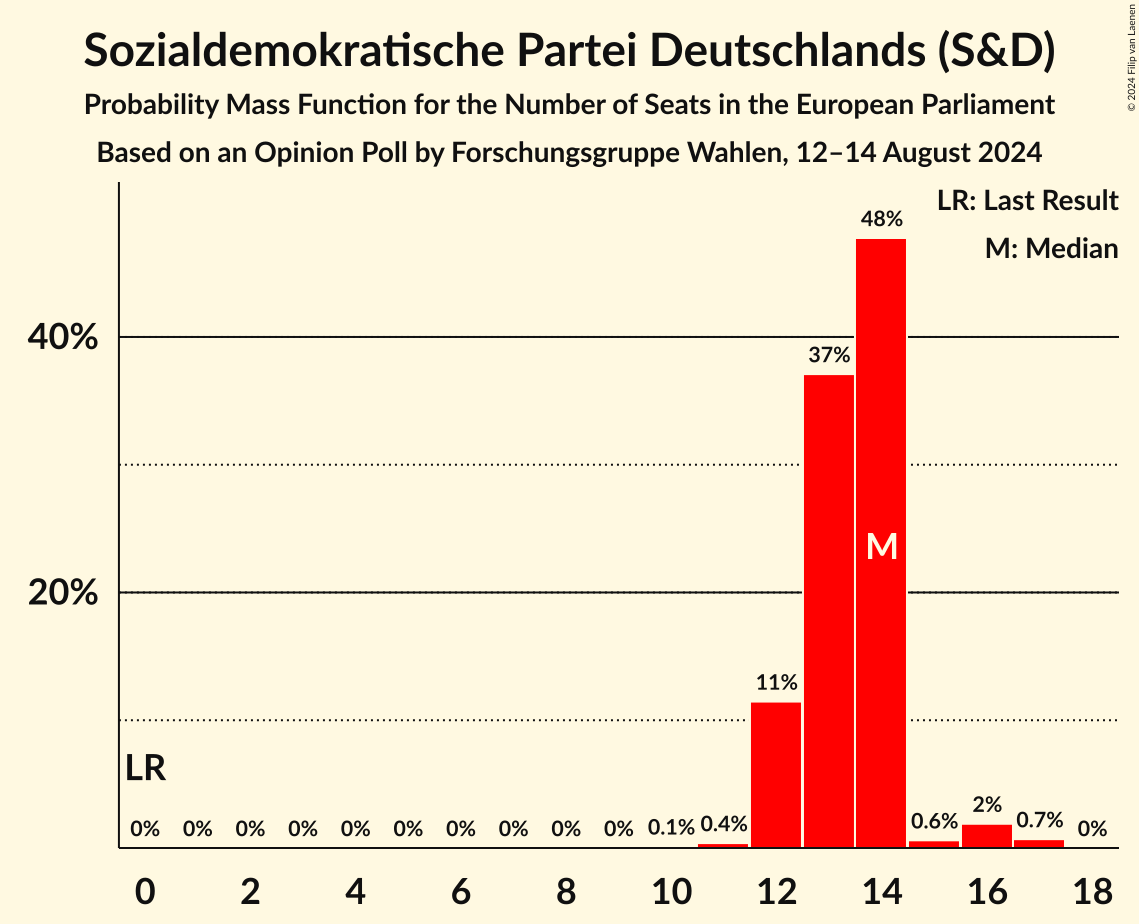 Sozialdemokratische Partei Deutschlands (S&D)
Probability Mass Function for the Number of Seats in the European Parliament
Based on an Opinion Poll by Forschungsgruppe Wahlen, 12–14 August 2024
© 2024 Filip van Laenen
LR: Last Result
M: Median
48%
40%
37%
M
20%
11%
LR
0% 0% 0% 0% 0% 0% 0% 0% 0% 0% 0.1% 0.4% 0.6% 2% 0.7% 0%
0 2 4 6 8 10 12 14 16 18